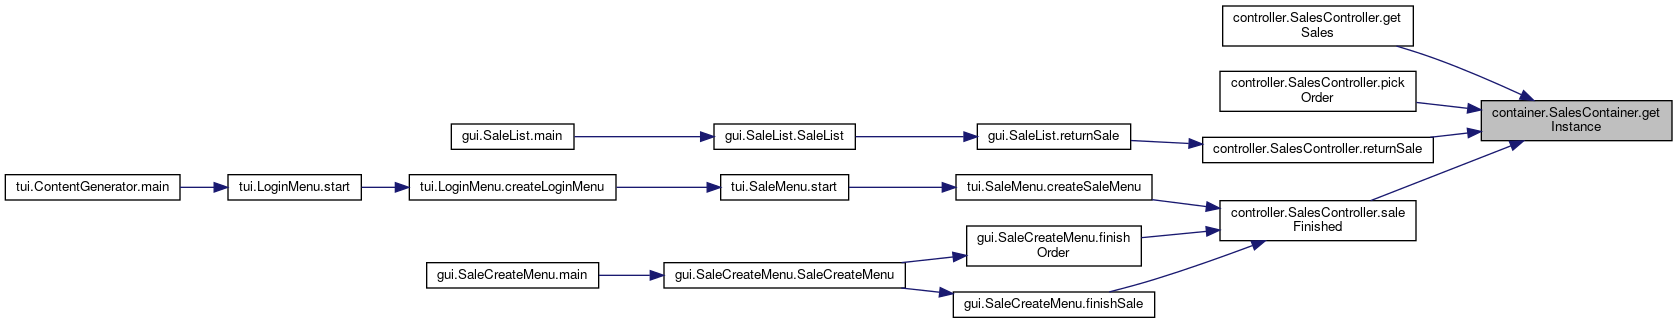 controller.SalesController.get
Sales
controller.SalesController.pick
Order
container.SalesContainer.get
Instance
gui.SaleList.main
gui.SaleList.SaleList
gui.SaleList.returnSale
controller.SalesController.returnSale
tui.ContentGenerator.main
tui.LoginMenu.start
tui.LoginMenu.createLoginMenu
tui.SaleMenu.start
tui.SaleMenu.createSaleMenu
controller.SalesController.sale
Finished
gui.SaleCreateMenu.finish
Order
gui.SaleCreateMenu.main
gui.SaleCreateMenu.SaleCreateMenu
gui.SaleCreateMenu.finishSale